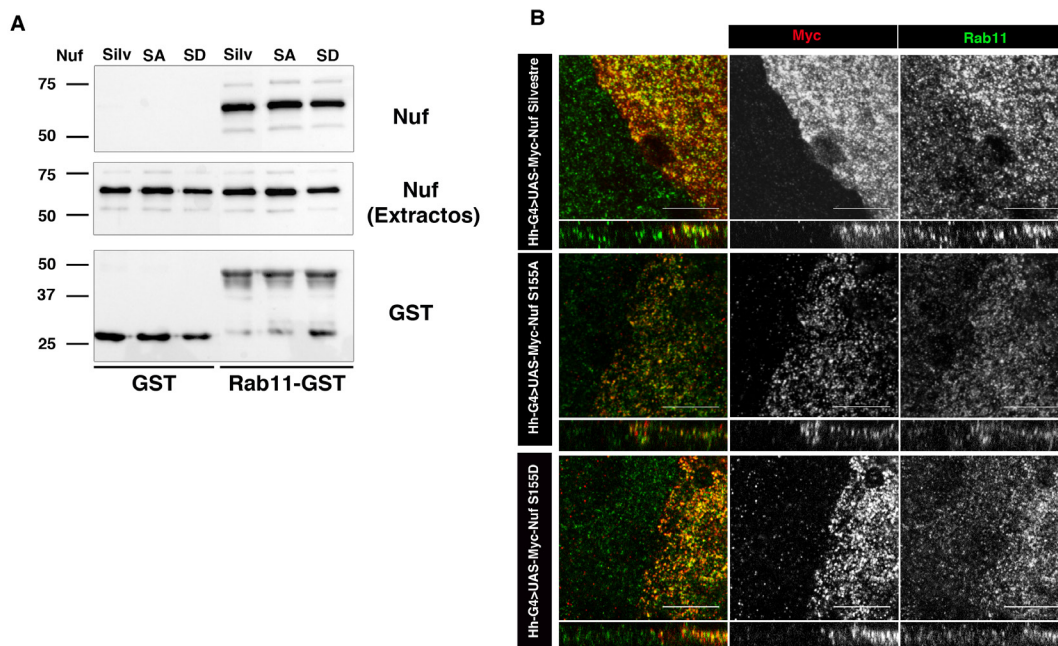 A
Nuf
Silv
SA
SD
Silv
SA
SD
75
50
Nuf
75
50
Nuf
(Extractos)
50
37
25
GST
GST
Rab11-GST
B
Myc
Rab11
Hh-G4>UAS-Myc-Nuf Silvestre
Hh-G4>UAS-Myc-Nuf S155A
Hh-G4>UAS-Myc-Nuf S155D